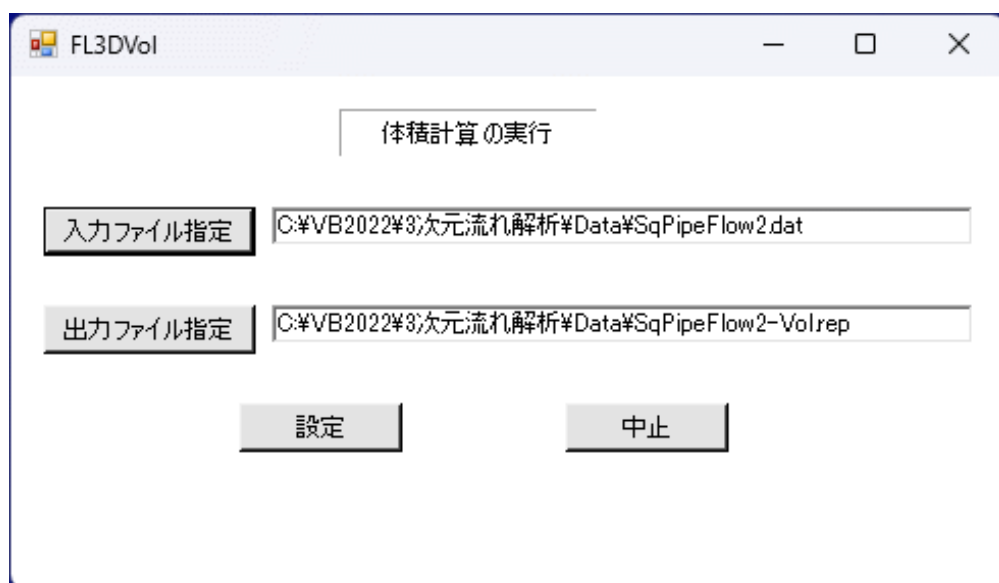 FL3DVol
体積計算の実行
入力ファイル指定 C:¥VB2022¥3次元流れ解析¥Data¥SqPipeFlow2.dat
出力ファイル指定 C:¥VB2022¥3次元流れ解析¥Data¥SqPipeFlow2-Vol.rep
設定 中止